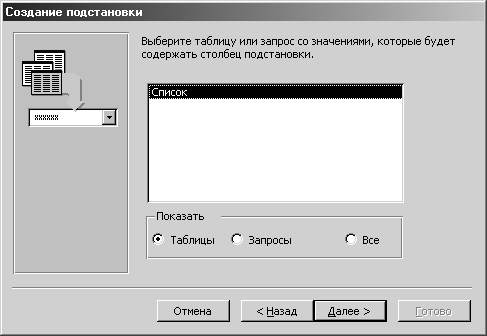 Создание подстановки
Выберите таблицу или запрос со значениями, которые будет
содержать столбец подстановки.
xxxxxx
Список
Показать
Таблицы Запросы Все
Отмена < Назад Далее > Готово